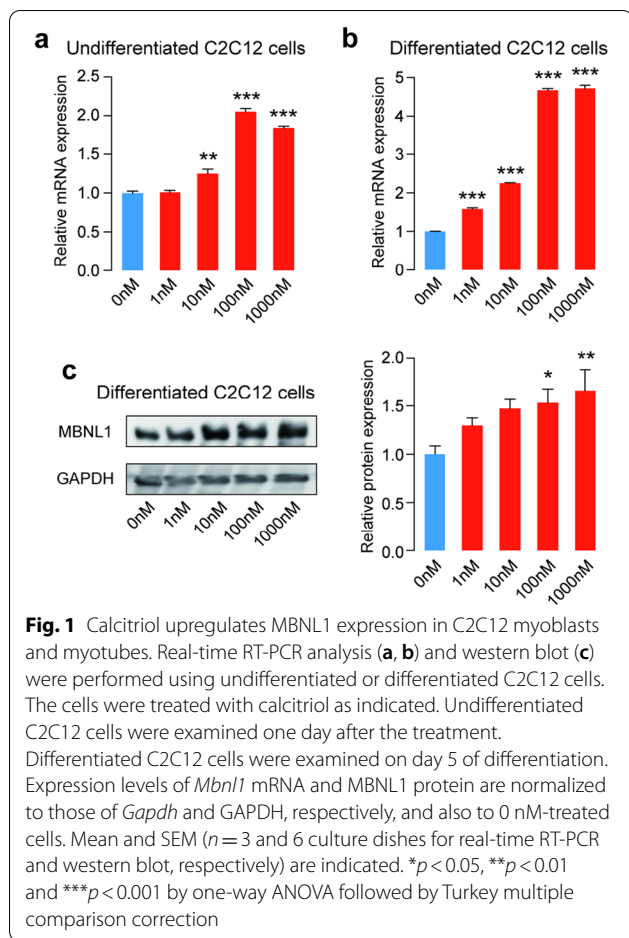 a
Undifferentiated C2C12 cells
Relative mRNA expression
2.5
2.0
1.5
1.0
0.5
0.0
**
***
***
0nM
1nM
10nM
100nM
1000nM
b
Differentiated C2C12 cells
Relative mRNA expression
5
4
3
2
1
0
***
***
***
***
0nM
1nM
10nM
100nM
1000nM
c
Differentiated C2C12 cells
MBNL1
GAPDH
0nM
1nM
10nM
100nM
1000nM
Relative protein expression
2.0
1.5
1.0
0.5
0.0
*
**
0nM
1nM
10nM
100nM
1000nM
Fig. 1 Calcitriol upregulates MBNL1 expression in C2C12 myoblasts
and myotubes. Real-time RT-PCR analysis (a, b) and western blot (c)
were performed using undifferentiated or differentiated C2C12 cells.
The cells were treated with calcitriol as indicated. Undifferentiated
C2C12 cells were examined one day after the treatment.
Differentiated C2C12 cells were examined on day 5 of differentiation.
Expression levels of Mbnl1 mRNA and MBNL1 protein are normalized
to those of Gapdh and GAPDH, respectively, and also to 0 nM-treated
cells. Mean and SEM (n = 3 and 6 culture dishes for real-time RT-PCR
and western blot, respectively) are indicated. *p < 0.05, **p < 0.01
and ***p < 0.001 by one-way ANOVA followed by Turkey multiple
comparison correction